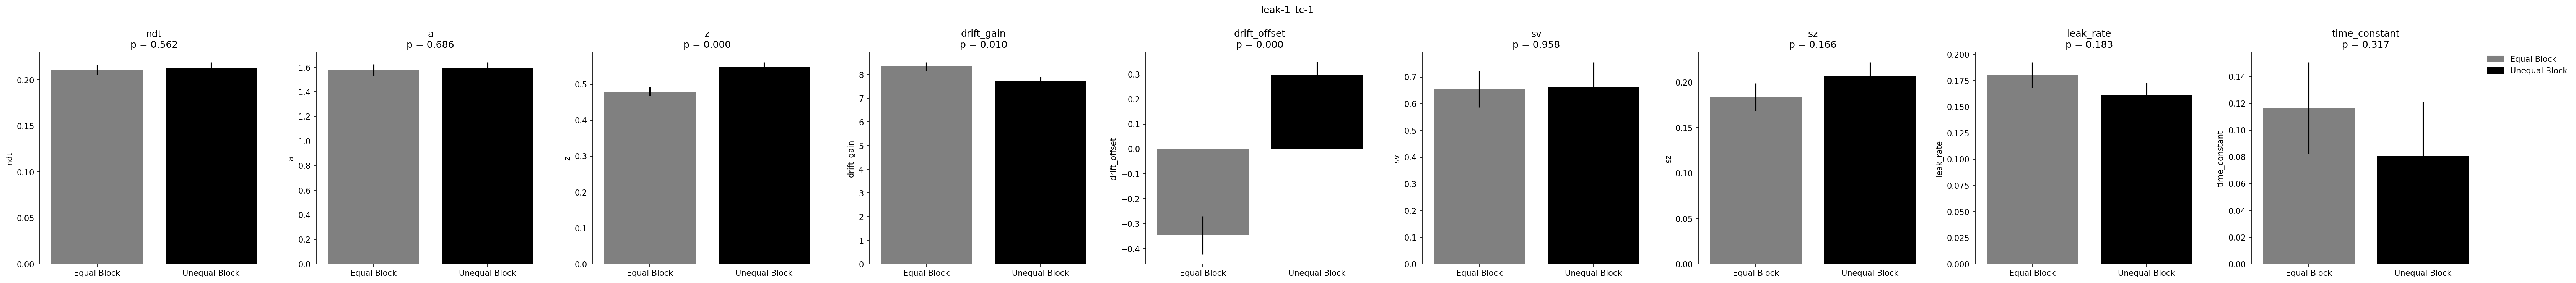 leak-1_tc-1
ndt
p = 0.562
ndt
0.20
0.15
0.10
0.05
0.00
Equal Block
Unequal Block
a
p = 0.686
a
1.6
1.4
1.2
1.0
0.8
0.6
0.4
0.2
0.0
Equal Block
Unequal Block
z
p = 0.000
z
0.5
0.4
0.3
0.2
0.1
0.0
Equal Block
Unequal Block
drift_gain
p = 0.010
drift_gain
8
7
6
5
4
3
2
1
0
Equal Block
Unequal Block
drift_offset
p = 0.000
drift_offset
0.3
0.2
0.1
0.0
−0.1
−0.2
−0.3
−0.4
Equal Block
Unequal Block
sv
p = 0.958
sv
0.7
0.6
0.5
0.4
0.3
0.2
0.1
0.0
Equal Block
Unequal Block
sz
p = 0.166
sz
0.20
0.15
0.10
0.05
0.00
Equal Block
Unequal Block
leak_rate
p = 0.183
leak_rate
0.200
0.175
0.150
0.125
0.100
0.075
0.050
0.025
0.000
Equal Block
Unequal Block
time_constant
p = 0.317
time_constant
0.14
0.12
0.10
0.08
0.06
0.04
0.02
0.00
Equal Block
Unequal Block
Equal Block
Unequal Block